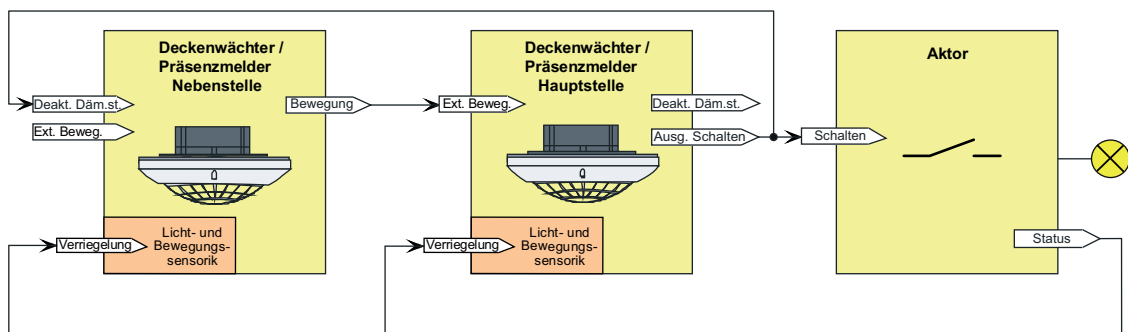 Deckenwächter /
Präsenzmelder
Nebenstelle
Deakt. Däm.st.
Ext. Beweg.
Bewegung
Verriegelung
Licht- und
Bewegungs-
sensorik
Deckenwächter /
Präsenzmelder
Hauptstelle
Ext. Beweg.
Deakt. Däm.st.
Ausg. Schalten
Verriegelung
Licht- und
Bewegungs-
sensorik
Aktor
Schalten
Status